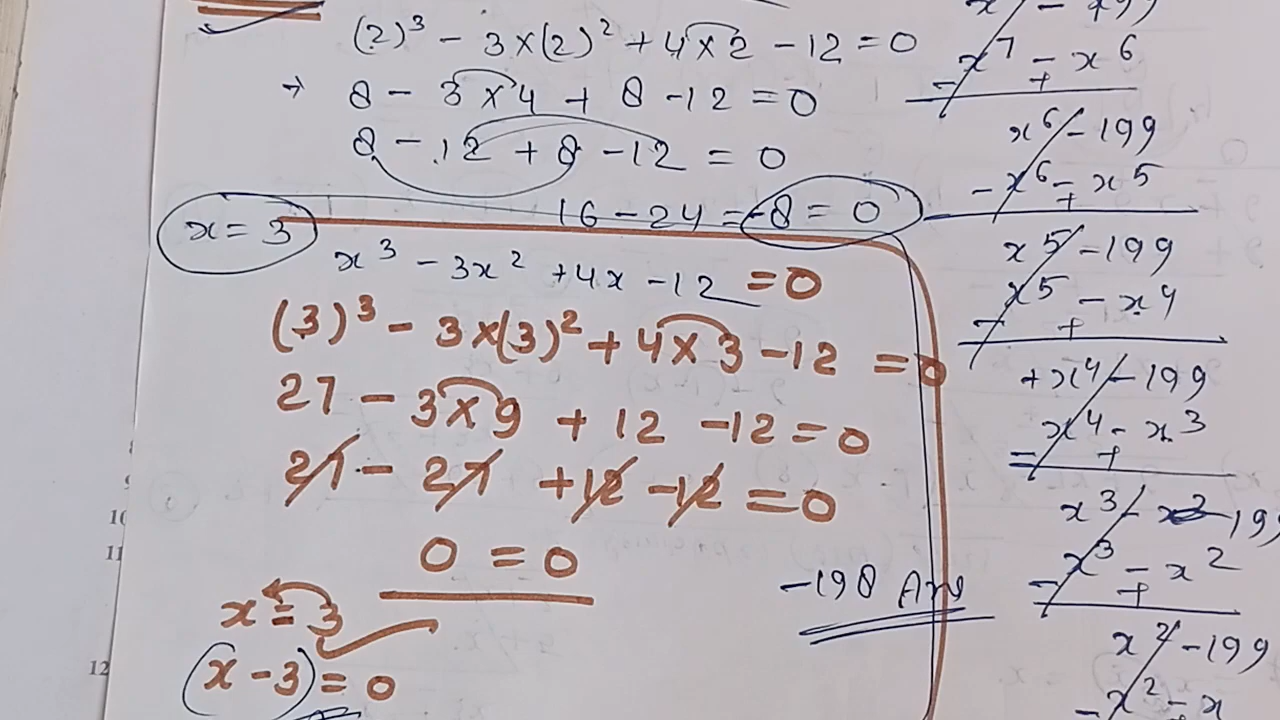 (2)³ - 3×(2)² + 4×2 - 12 = 0
→ 8 - 3×4 + 8 - 12 = 0
8 - 12 + 8 - 12 = 0
16 - 24 = -8 = 0
x = 3
x³ - 3x² + 4x - 12 = 0
(3)³ - 3×(3)² + 4×3 - 12 = 0
27 - 3×9 + 12 - 12 = 0
27 - 27 + 12 - 12 = 0
0 = 0
x = 3
(x - 3) = 0
-198 Ans
x⁷ - x⁶
- +
x⁶ - 199
- x⁶ - x⁵
+
x⁵ - 199
x⁵ - x⁴
- +
+x⁴ - 199
x⁴ - x³
- +
x³ - 199
- x³ - x²
+
x² - 199
- x² - x
10
11
12